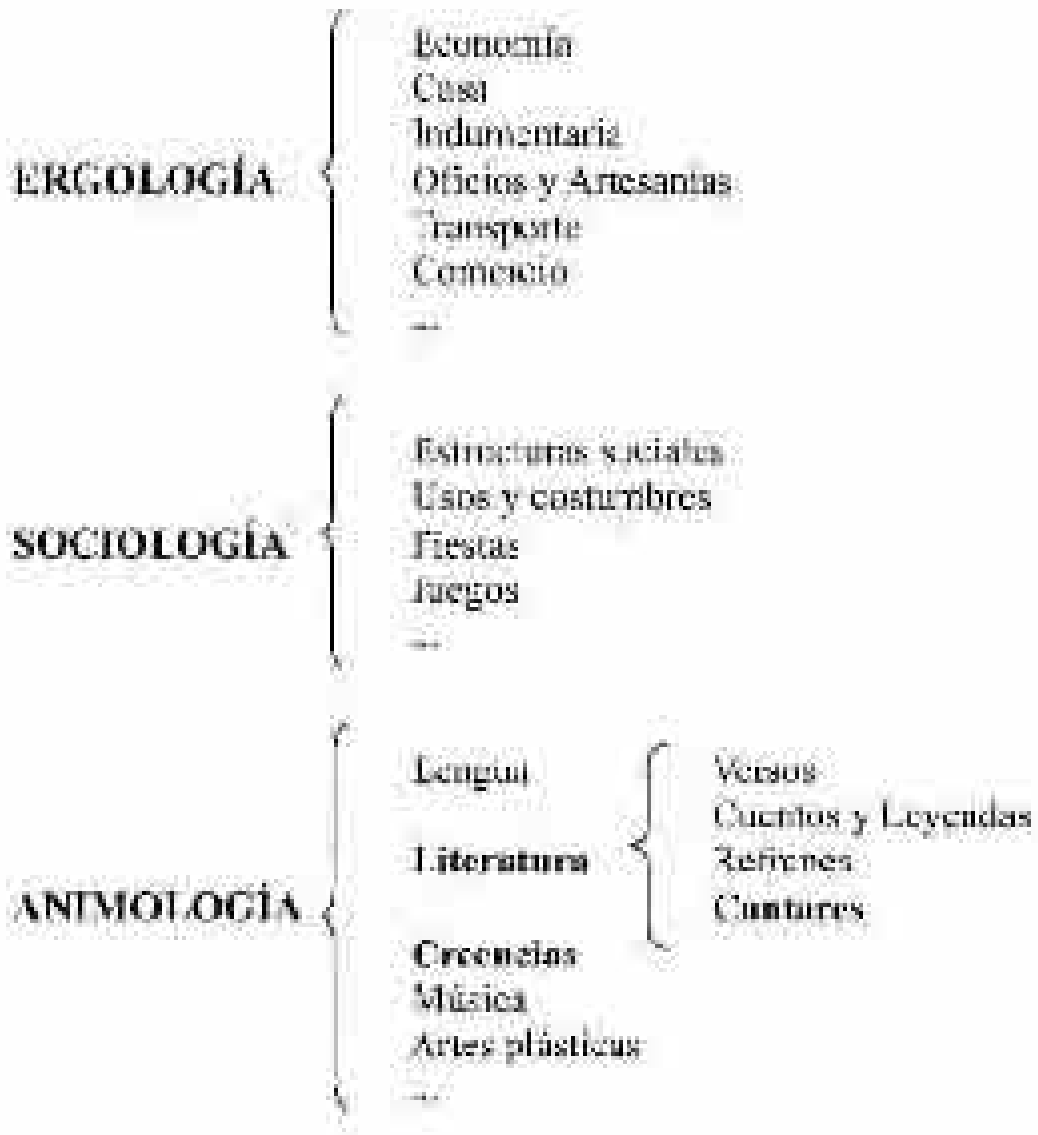 ERGOLOGÍA
Economía
Casa
Indumentaria
Oficios y Artesanías
Transporte
Comercio
...
SOCIOLOGÍA
Estructuras sociales
Usos y costumbres
Fiestas
Juegos
...
ANIMOLOGÍA
Lengua
Literatura
Versos
Cuentos y Leyendas
Refranes
Cantares
Creencias
Música
Artes plásticas
...